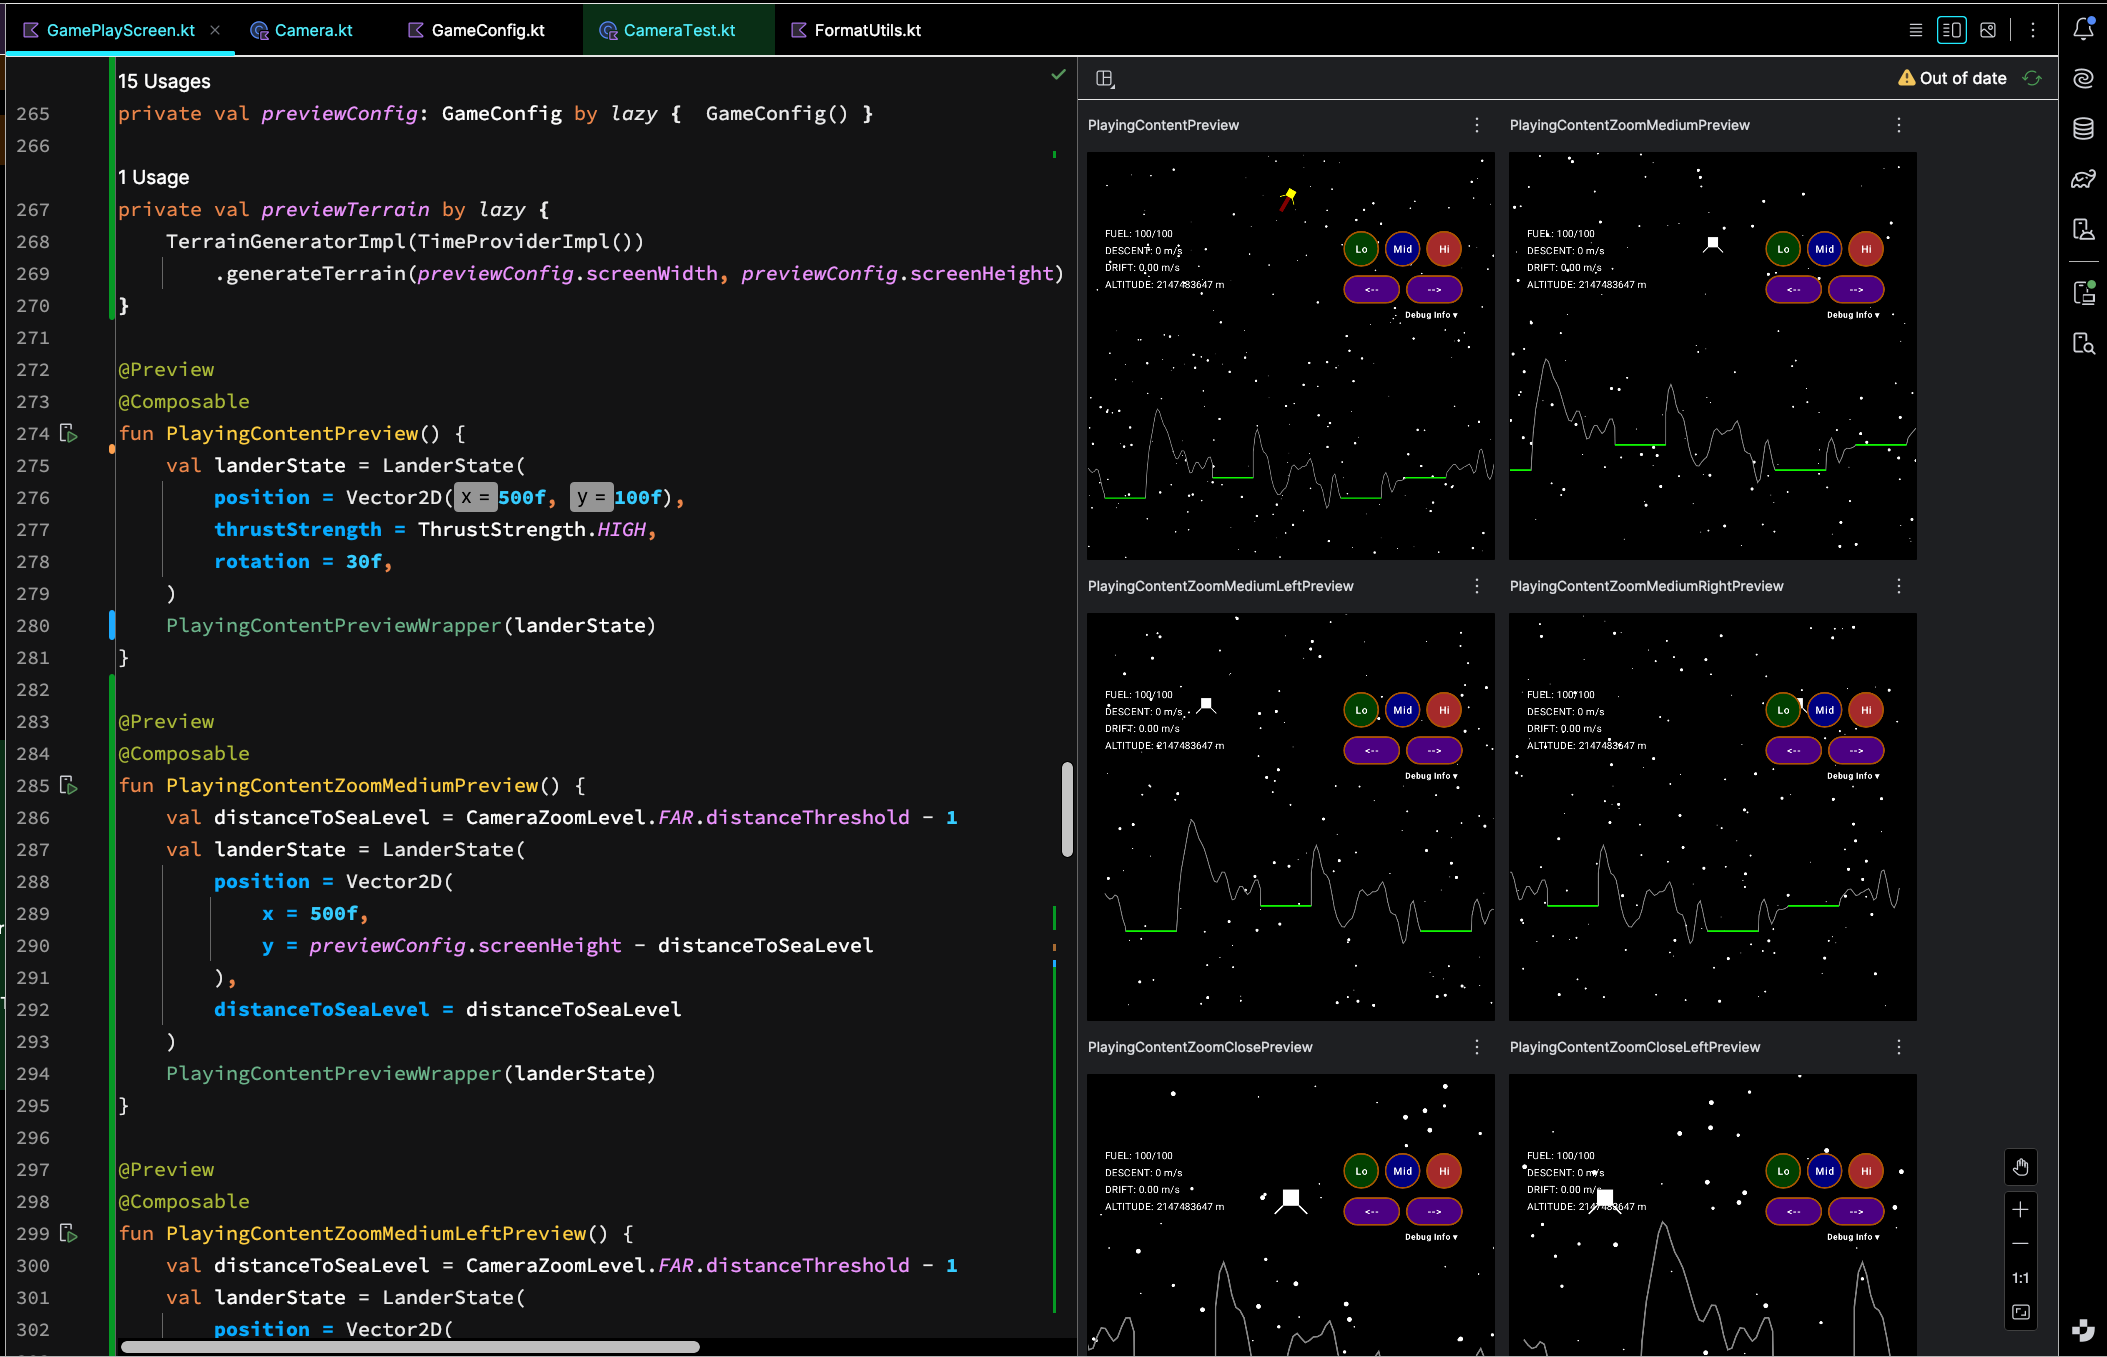 GamePlayScreen.kt
Camera.kt
GameConfig.kt
CameraTest.kt
FormatUtils.kt
15 Usages
265 private val previewConfig: GameConfig by lazy { GameConfig() }
266
1 Usage
267 private val previewTerrain by lazy {
268 TerrainGeneratorImpl(TimeProviderImpl())
269 .generateTerrain(previewConfig.screenWidth, previewConfig.screenHeight)
270 }
271
272 @Preview
273 @Composable
274 fun PlayingContentPreview() {
275 val landerState = LanderState(
276 position = Vector2D(x = 500f, y = 100f),
277 thrustStrength = ThrustStrength.HIGH,
278 rotation = 30f,
279 )
280 PlayingContentPreviewWrapper(landerState)
281 }
282
283 @Preview
284 @Composable
285 fun PlayingContentZoomMediumPreview() {
286 val distanceToSeaLevel = CameraZoomLevel.FAR.distanceThreshold - 1
287 val landerState = LanderState(
288 position = Vector2D(
289 x = 500f,
290 y = previewConfig.screenHeight - distanceToSeaLevel
291 ),
292 distanceToSeaLevel = distanceToSeaLevel
293 )
294 PlayingContentPreviewWrapper(landerState)
295 }
296
297 @Preview
298 @Composable
299 fun PlayingContentZoomMediumLeftPreview() {
300 val distanceToSeaLevel = CameraZoomLevel.FAR.distanceThreshold - 1
301 val landerState = LanderState(
302 position = Vector2D(
Out of date
PlayingContentPreview
FUEL: 100/100
DESCENT: 0 m/s
DRIFT: 0.00 m/s
ALTITUDE: 2147483647 m
Lo Mid Hi
<-- -->
Debug Info ▾
PlayingContentZoomMediumPreview
FUEL: 100/100
DESCENT: 0 m/s
DRIFT: 0.00 m/s
ALTITUDE: 2147483647 m
Lo Mid Hi
<-- -->
Debug Info ▾
PlayingContentZoomMediumLeftPreview
FUEL: 100/100
DESCENT: 0 m/s
DRIFT: 0.00 m/s
ALTITUDE: 2147483647 m
Lo Mid Hi
<-- -->
Debug Info ▾
PlayingContentZoomMediumRightPreview
FUEL: 100/100
DESCENT: 0 m/s
DRIFT: 0.00 m/s
ALTITUDE: 2147483647 m
Lo Mid Hi
<-- -->
Debug Info ▾
PlayingContentZoomClosePreview
FUEL: 100/100
DESCENT: 0 m/s
DRIFT: 0.00 m/s
ALTITUDE: 2147483647 m
Lo Mid Hi
<-- -->
Debug Info ▾
PlayingContentZoomCloseLeftPreview
FUEL: 100/100
DESCENT: 0 m/s
DRIFT: 0.00 m/s
ALTITUDE: 2147483647 m
Lo Mid Hi
<-- -->
Debug Info ▾
1:1